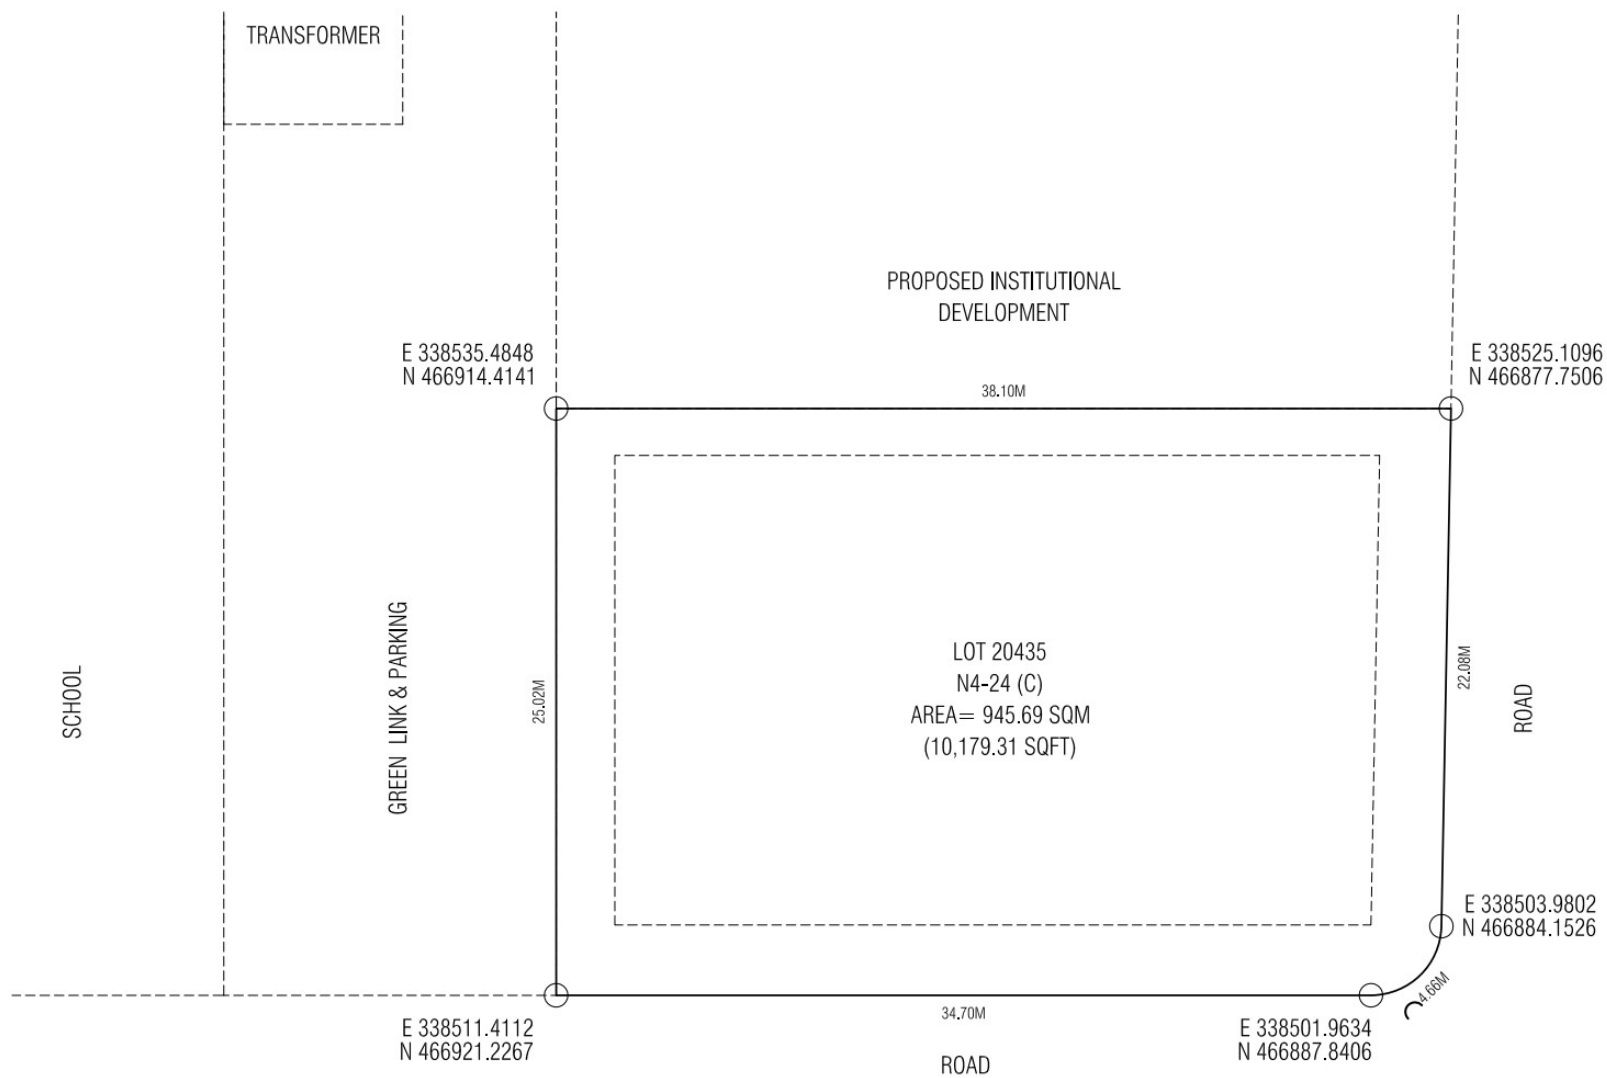 TRANSFORMER
PROPOSED INSTITUTIONAL
DEVELOPMENT
E 338535.4848
N 466914.4141
E 338525.1096
N 466877.7506
38.10M
SCHOOL
GREEN LINK & PARKING
25.02M
LOT 20435
N4-24 (C)
AREA= 945.69 SQM
(10,179.31 SQFT)
22.08M
ROAD
E 338503.9802
N 466884.1526
4.66M
34.70M
E 338511.4112
N 466921.2267
E 338501.9634
N 466887.8406
ROAD